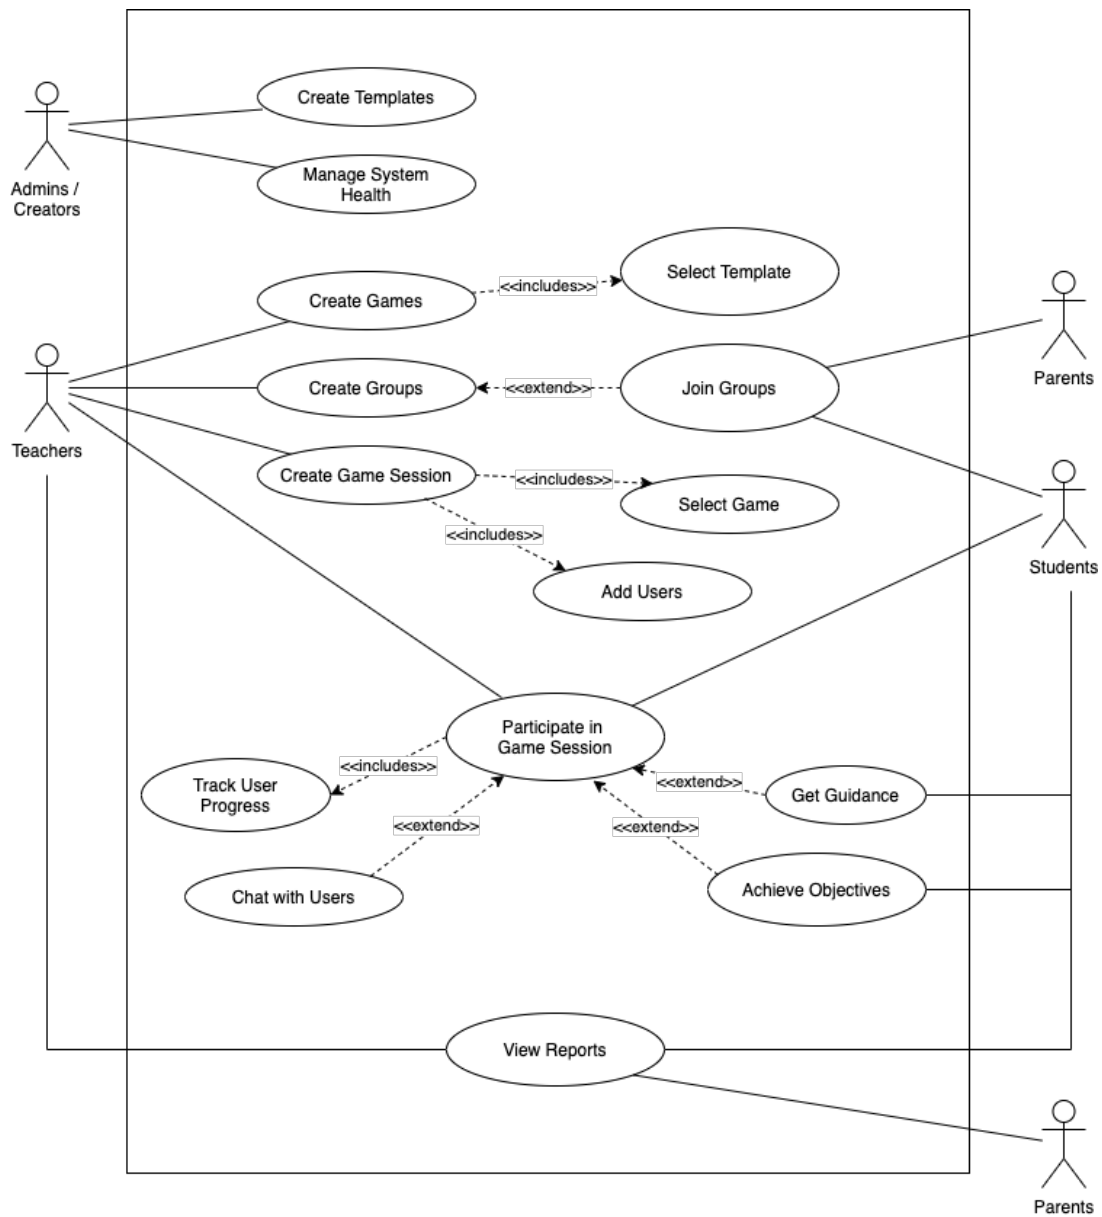 Create Templates
Admins /
Creators
Manage System
Health
Select Template
<<includes>>
Create Games
Parents
Create Groups
<<extend>>
Join Groups
Teachers
Create Game Session
<<includes>>
Select Game
<<includes>>
Students
Add Users
Participate in
Game Session
<<includes>>
Track User
Progress
<<extend>>
Get Guidance
<<extend>>
<<extend>>
Chat with Users
Achieve Objectives
View Reports
Parents